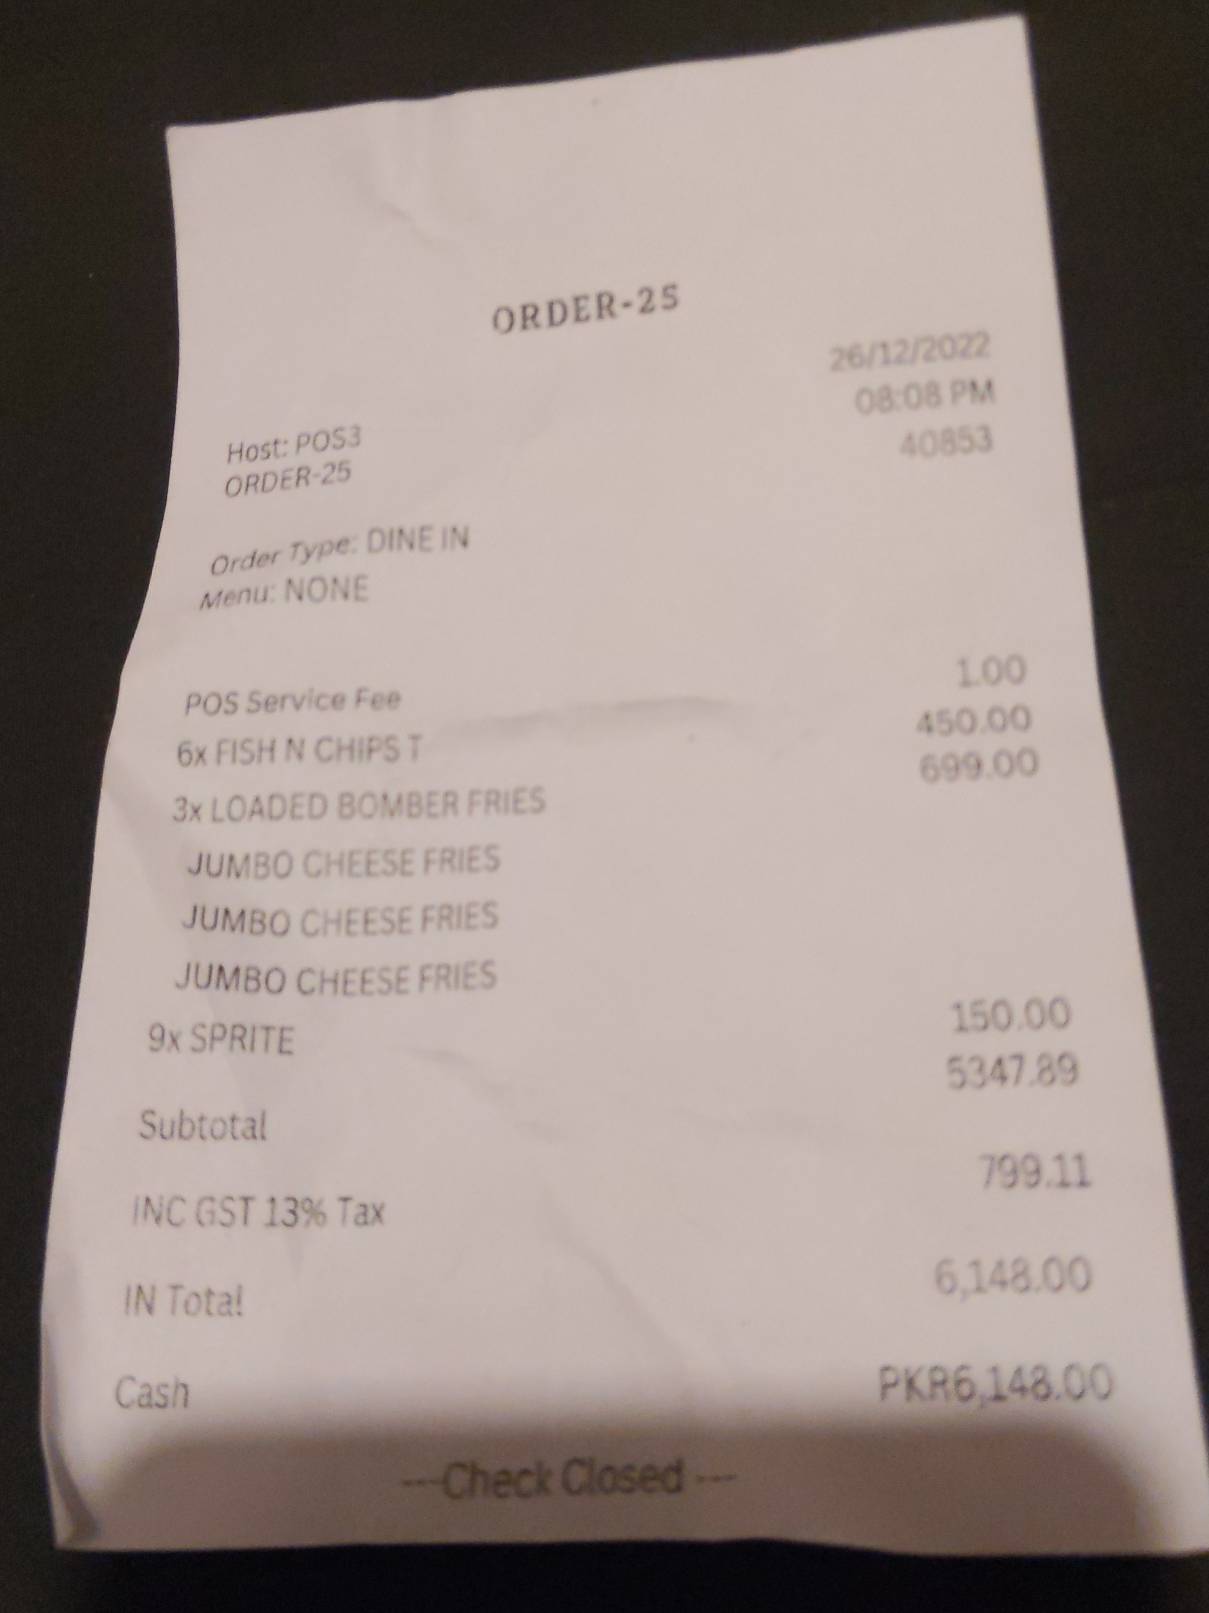 ORDER-25
26/12/2022
08:08 PM
Host: POS3
40853
ORDER-25
Order Type: DINE IN
Menu: NONE
POS Service Fee 1.00
6x FISH N CHIPS T 450.00
3x LOADED BOMBER FRIES 699.00
JUMBO CHEESE FRIES
JUMBO CHEESE FRIES
JUMBO CHEESE FRIES
9x SPRITE 150.00
Subtotal 5347.89
INC GST 13% Tax 799.11
IN Total 6,148.00
Cash PKR6,148.00
---Check Closed ---